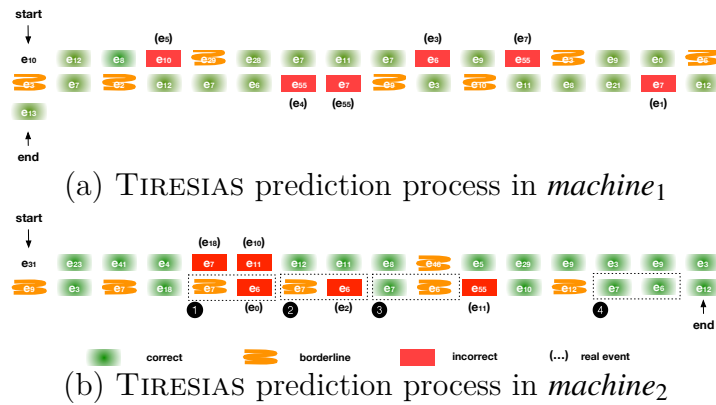 start
(e5) (e3) (e7)
e10 e12 e8 e10 e29 e28 e7 e11 e7 e6 e9 e55 e3 e9 e0 e6
e3 e7 e2 e12 e7 e6 e55 e7 e9 e3 e10 e11 e8 e21 e7 e12
(e4) (e55) (e1)
e13
end
(a) TIRESIAS prediction process in machine1
start
(e18) (e10)
e31 e23 e41 e4 e7 e11 e12 e11 e8 e48 e5 e29 e9 e3 e9 e3
e9 e3 e7 e18 e7 e6 e7 e6 e7 e6 e55 e10 e12 e7 e6 e12
1 (e0) 2 (e2) 3 (e11) 4
end
correct borderline incorrect (...) real event
(b) TIRESIAS prediction process in machine2